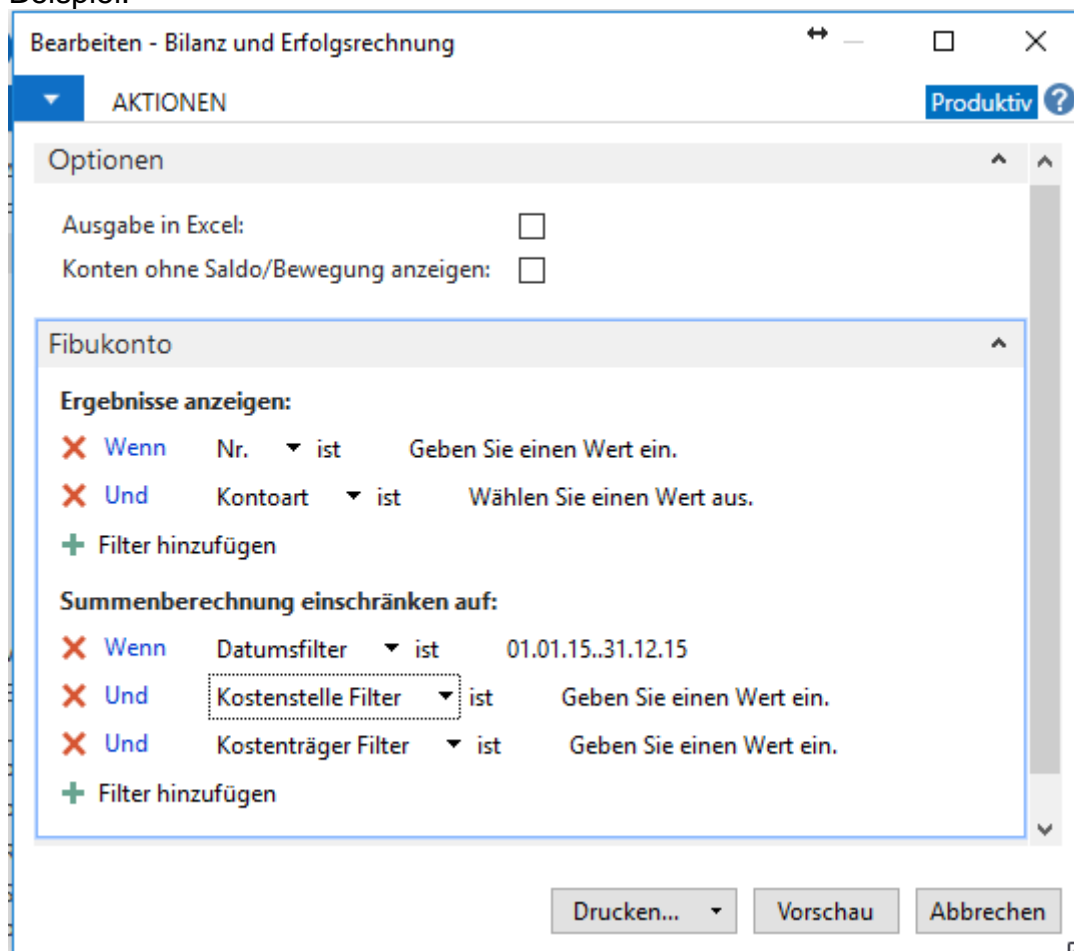 Beispiel:
Bearbeiten - Bilanz und Erfolgsrechnung
AKTIONEN Produktiv ?
Optionen
Ausgabe in Excel:
Konten ohne Saldo/Bewegung anzeigen:
Fibukonto
Ergebnisse anzeigen:
Wenn Nr. ist Geben Sie einen Wert ein.
Und Kontoart ist Wählen Sie einen Wert aus.
Filter hinzufügen
Summenberechnung einschränken auf:
Wenn Datumsfilter ist 01.01.15..31.12.15
Und Kostenstelle Filter ist Geben Sie einen Wert ein.
Und Kostenträger Filter ist Geben Sie einen Wert ein.
Filter hinzufügen
Drucken... Vorschau Abbrechen